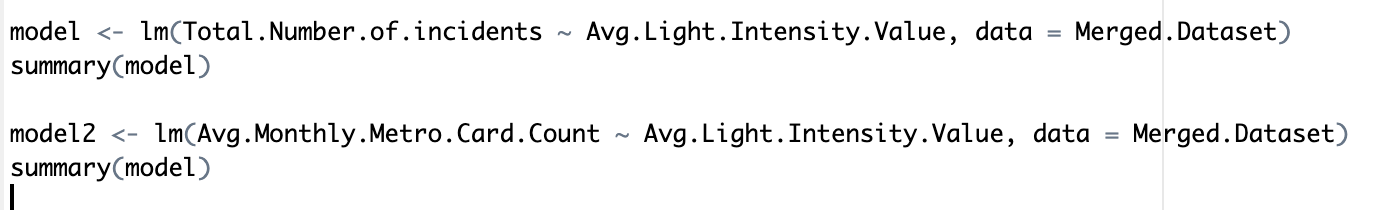 model <- lm(Total.Number.of.incidents ~ Avg.Light.Intensity.Value, data = Merged.Dataset)
summary(model)
model2 <- lm(Avg.Monthly.Metro.Card.Count ~ Avg.Light.Intensity.Value, data = Merged.Dataset)
summary(model)